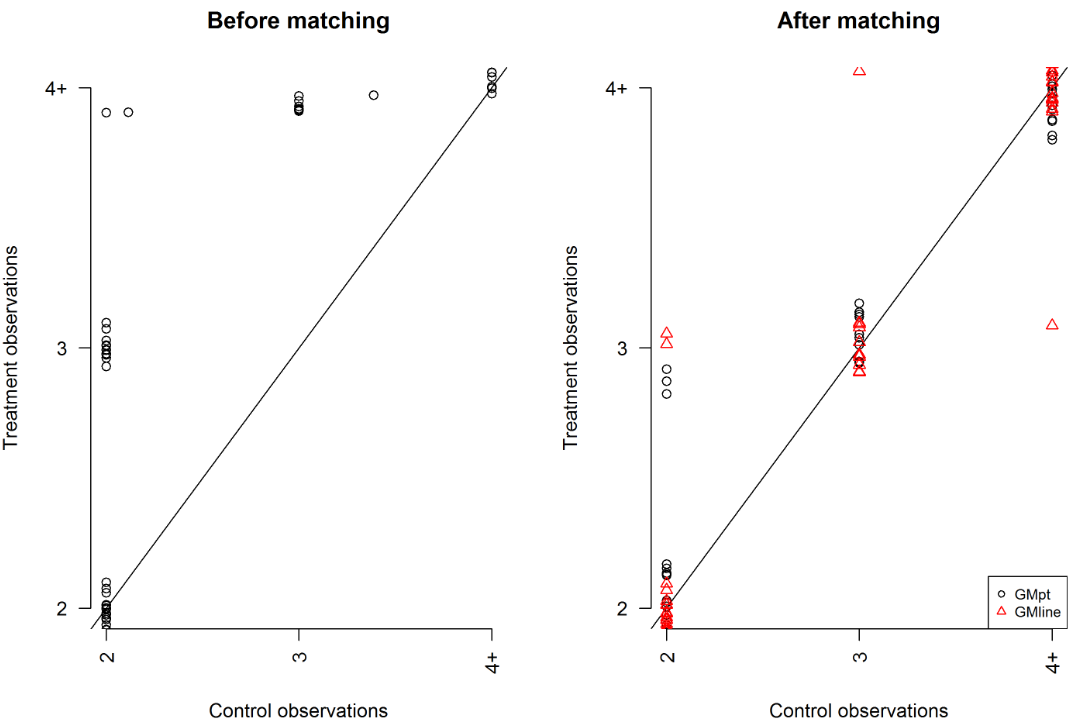 Before matching
4+
3
2
Treatment observations
2
3
4+
Control observations
After matching
4+
3
2
Treatment observations
2
3
4+
Control observations
GMpt
GMline